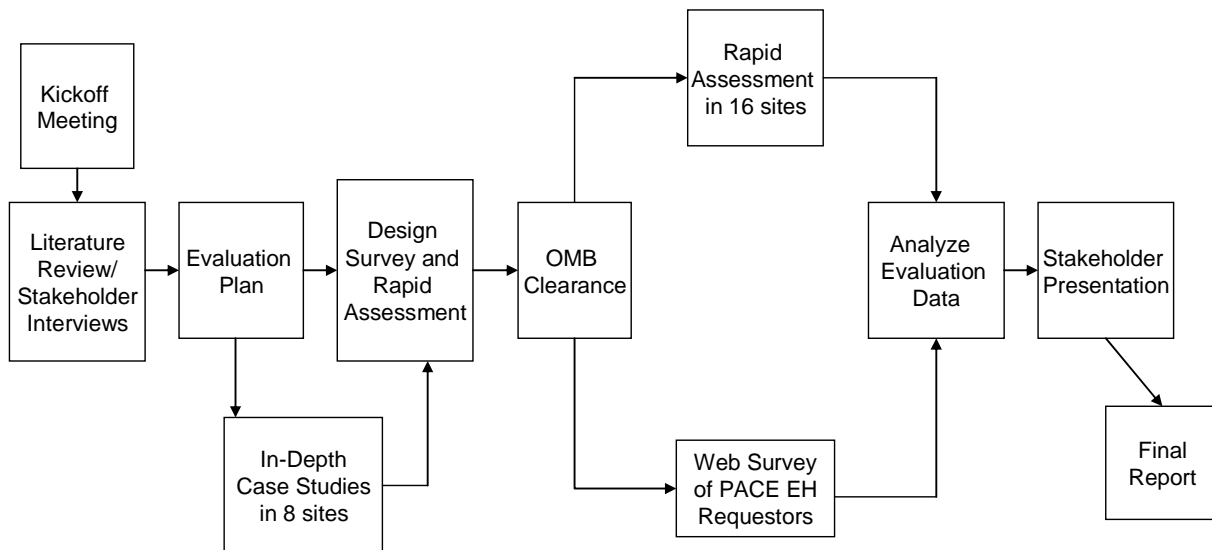 Kickoff
Meeting
Literature
Review/
Stakeholder
Interviews
Evaluation
Plan
In-Depth
Case Studies
in 8 sites
Design
Survey and
Rapid
Assessment
OMB
Clearance
Rapid
Assessment
in 16 sites
Web Survey
of PACE EH
Requestors
Analyze
Evaluation
Data
Stakeholder
Presentation
Final
Report